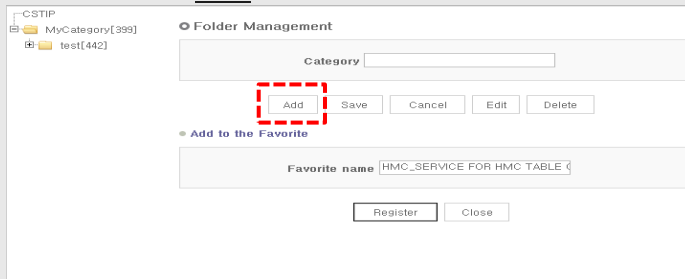 CSTIP
MyCategory[399]
test[442]
Folder Management
Category
Add Save Cancel Edit Delete
Add to the Favorite
Favorite name HMC_SERVICE FOR HMC TABLE
Register Close